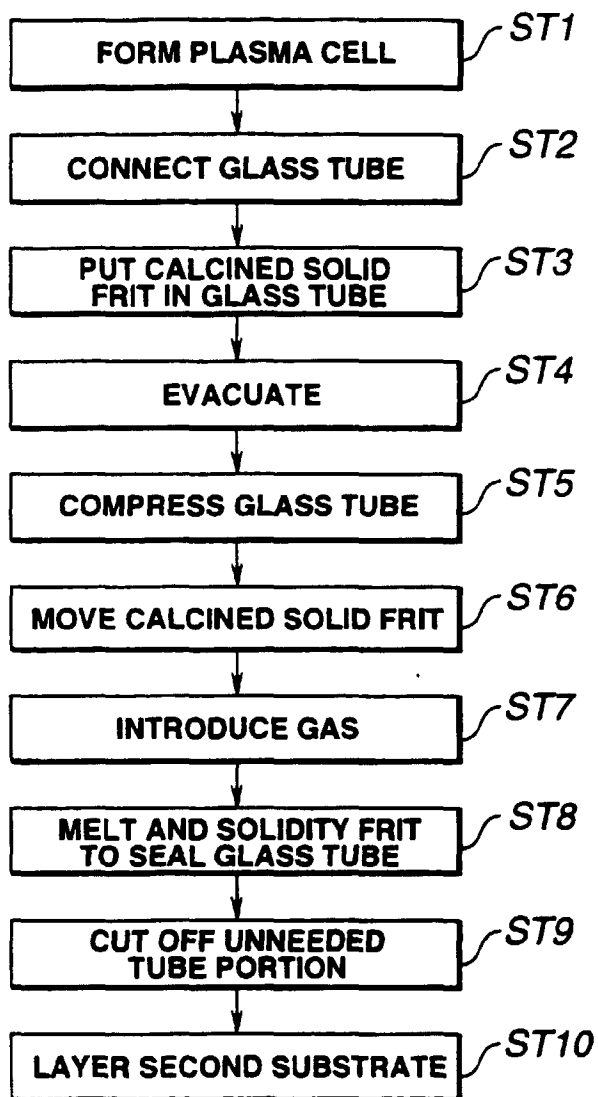 FORM PLASMA CELL
ST1
CONNECT GLASS TUBE
ST2
PUT CALCINED SOLID
FRIT IN GLASS TUBE
ST3
EVACUATE
ST4
COMPRESS GLASS TUBE
ST5
MOVE CALCINED SOLID FRIT
ST6
INTRODUCE GAS
ST7
MELT AND SOLIDITY FRIT
TO SEAL GLASS TUBE
ST8
CUT OFF UNNEEDED
TUBE PORTION
ST9
LAYER SECOND SUBSTRATE
ST10